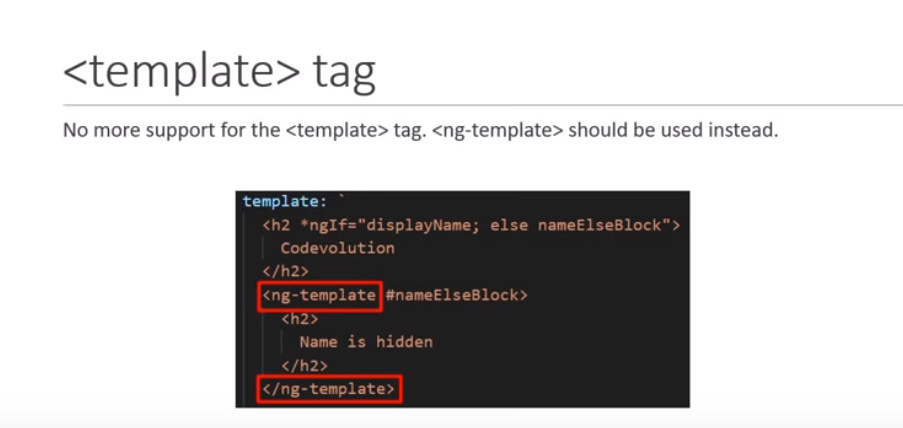 <template> tag
No more support for the <template> tag. <ng-template> should be used instead.
template: `
<h2 *ngIf="displayName; else nameElseBlock">
Codevolution
</h2>
<ng-template #nameElseBlock>
<h2>
Name is hidden
</h2>
</ng-template>